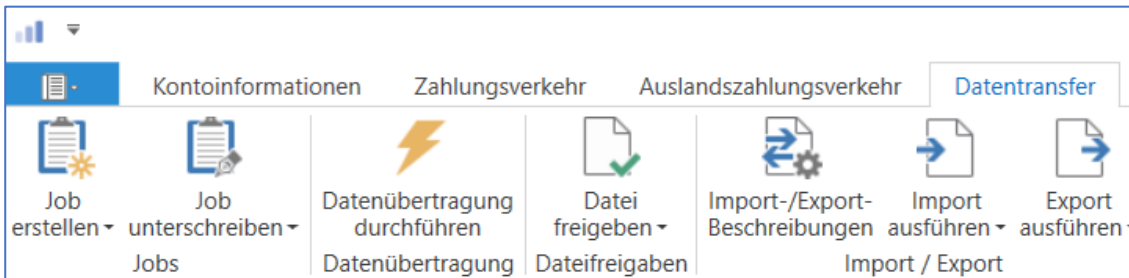 Kontoinformationen Zahlungsverkehr Auslandszahlungsverkehr Datentransfer
Job Job Datenübertragung Datei Import-/Export- Import Export
erstellen unterschreiben durchführen freigeben Beschreibungen ausführen ausführen
Jobs Datenübertragung Dateifreigaben Import / Export